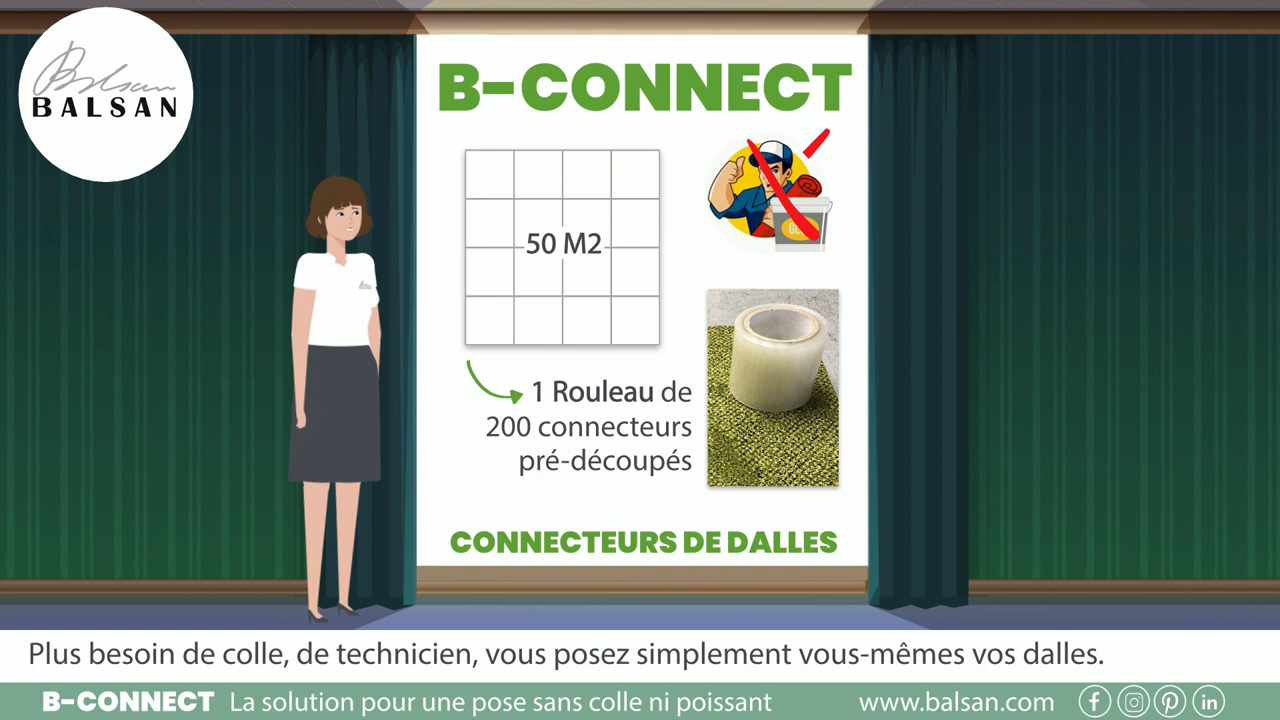 Balsan
BALSAN
B-CONNECT
50 M2
1 Rouleau de
200 connecteurs
pré-découpés
CONNECTEURS DE DALLES
Plus besoin de colle, de technicien, vous posez simplement vous-mêmes vos dalles.
B-CONNECT La solution pour une pose sans colle ni poissant
www.balsan.com